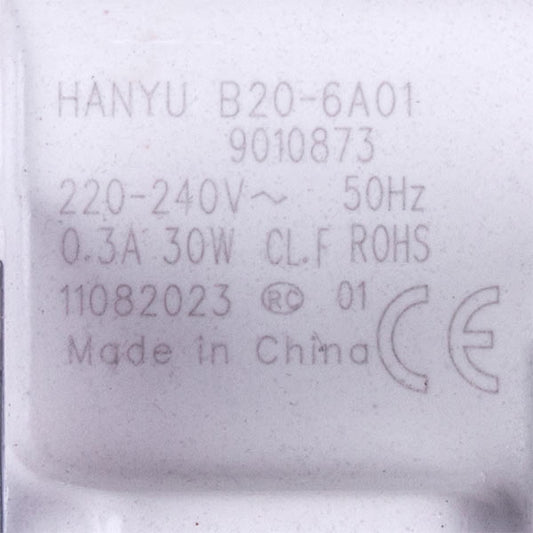 HANYU B20-6A01
9010873
220-240V~ 50Hz
0.3A 30W CL.F ROHS
11082023 RC 01
Made in China CE